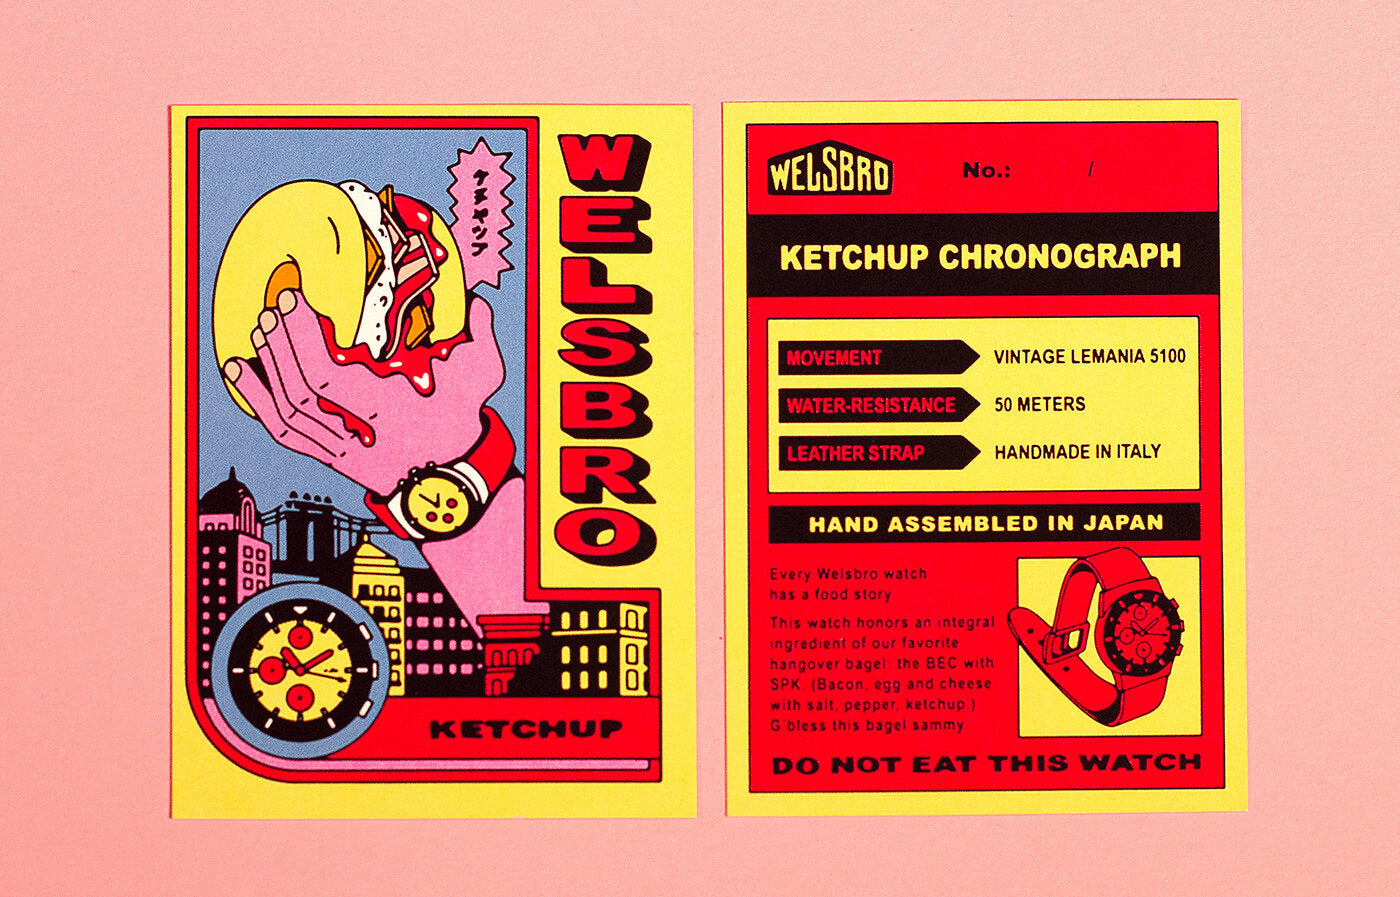 ケチャップ
WELSBRO
KETCHUP
WELSBRO
No.: /
KETCHUP CHRONOGRAPH
MOVEMENT VINTAGE LEMANIA 5100
WATER-RESISTANCE 50 METERS
LEATHER STRAP HANDMADE IN ITALY
HAND ASSEMBLED IN JAPAN
Every Welsbro watch
has a food story
This watch honors an integral
ingredient of our favorite
hangover bagel: the BEC with
SPK. (Bacon, egg and cheese
with salt, pepper, ketchup.)
G'bless this bagel sammy
DO NOT EAT THIS WATCH